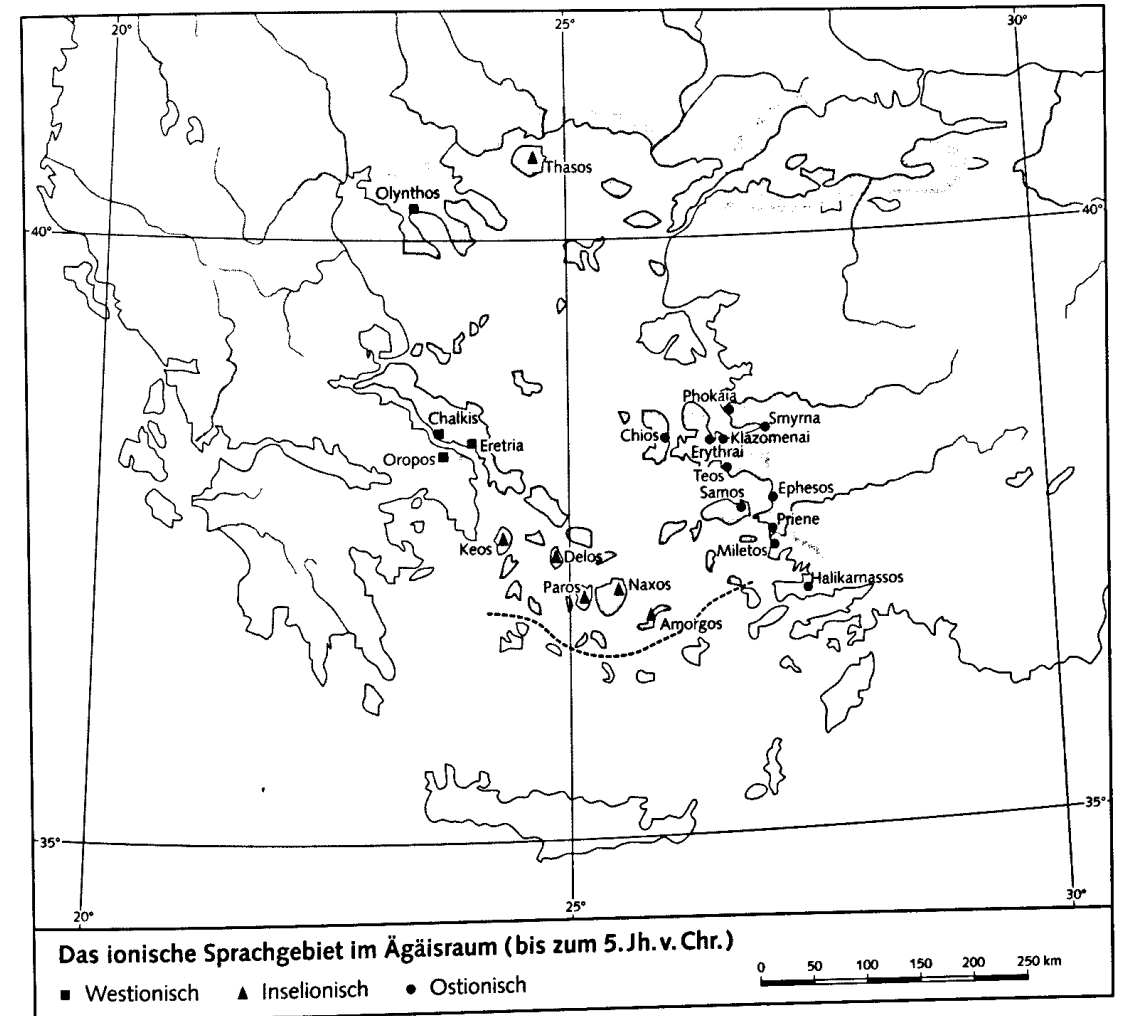 20° 25° 30°
Thasos
Olynthos
40° 40°
Phokaia
Chalkis Smyrna
Chios Klazomenai
Eretria
Erythrai
Oropos
Teos
Samos Ephesos
Priene
Keos Delos Miletos
Paros Naxos Halikarnassos
Amorgos
35° 35°
20° 25° 30°
Das ionische Sprachgebiet im Ägäisraum (bis zum 5. Jh. v. Chr.)
0 50 100 150 200 250 km
■ Westionisch ▲ Inselionisch ● Ostionisch